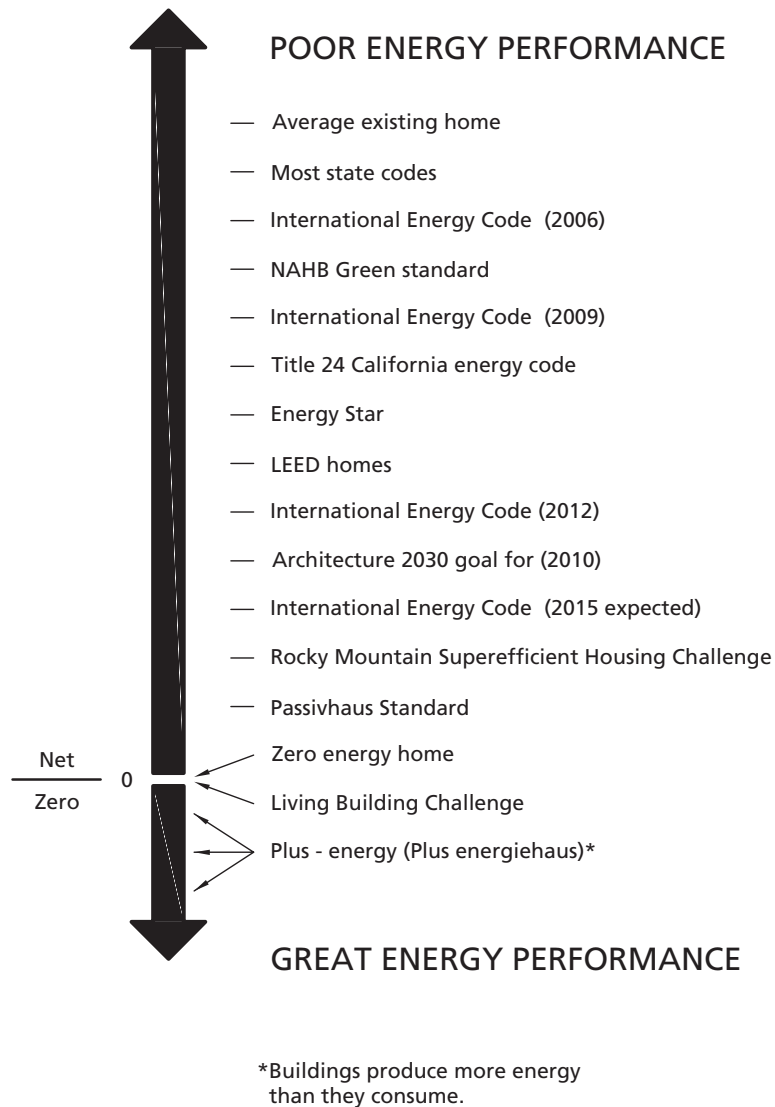 POOR ENERGY PERFORMANCE
Average existing home
Most state codes
International Energy Code (2006)
NAHB Green standard
International Energy Code (2009)
Title 24 California energy code
Energy Star
LEED homes
International Energy Code (2012)
Architecture 2030 goal for (2010)
International Energy Code (2015 expected)
Rocky Mountain Superefficient Housing Challenge
Passivhaus Standard
Net
Zero
0
Zero energy home
Living Building Challenge
Plus - energy (Plus energiehaus)*
GREAT ENERGY PERFORMANCE
*Buildings produce more energy
than they consume.